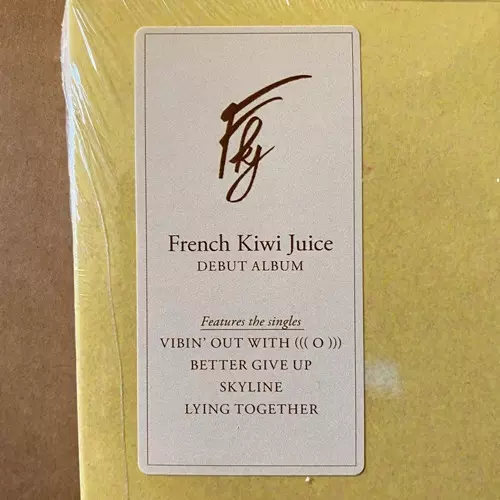 Fkj
French Kiwi Juice
DEBUT ALBUM
Features the singles
VIBIN' OUT WITH ((( O )))
BETTER GIVE UP
SKYLINE
LYING TOGETHER